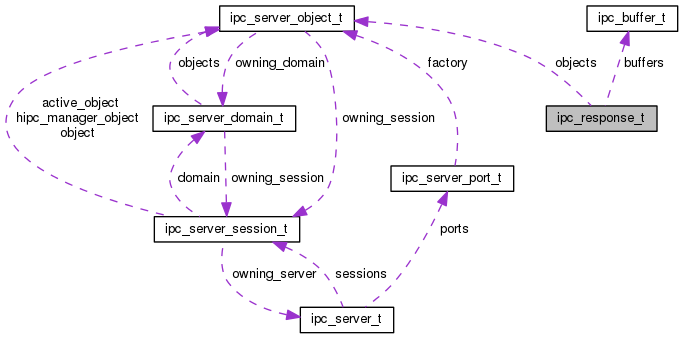 ipc_server_object_t
ipc_buffer_t
objects
owning_domain
factory
objects
buffers
active_object
hipc_manager_object
object
ipc_server_domain_t
owning_session
ipc_response_t
domain
owning_session
ipc_server_port_t
ipc_server_session_t
ports
owning_server
sessions
ipc_server_t